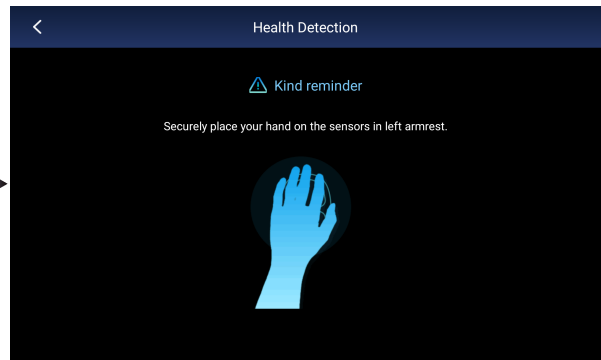 Health Detection
Kind reminder
Securely place your hand on the sensors in left armrest.